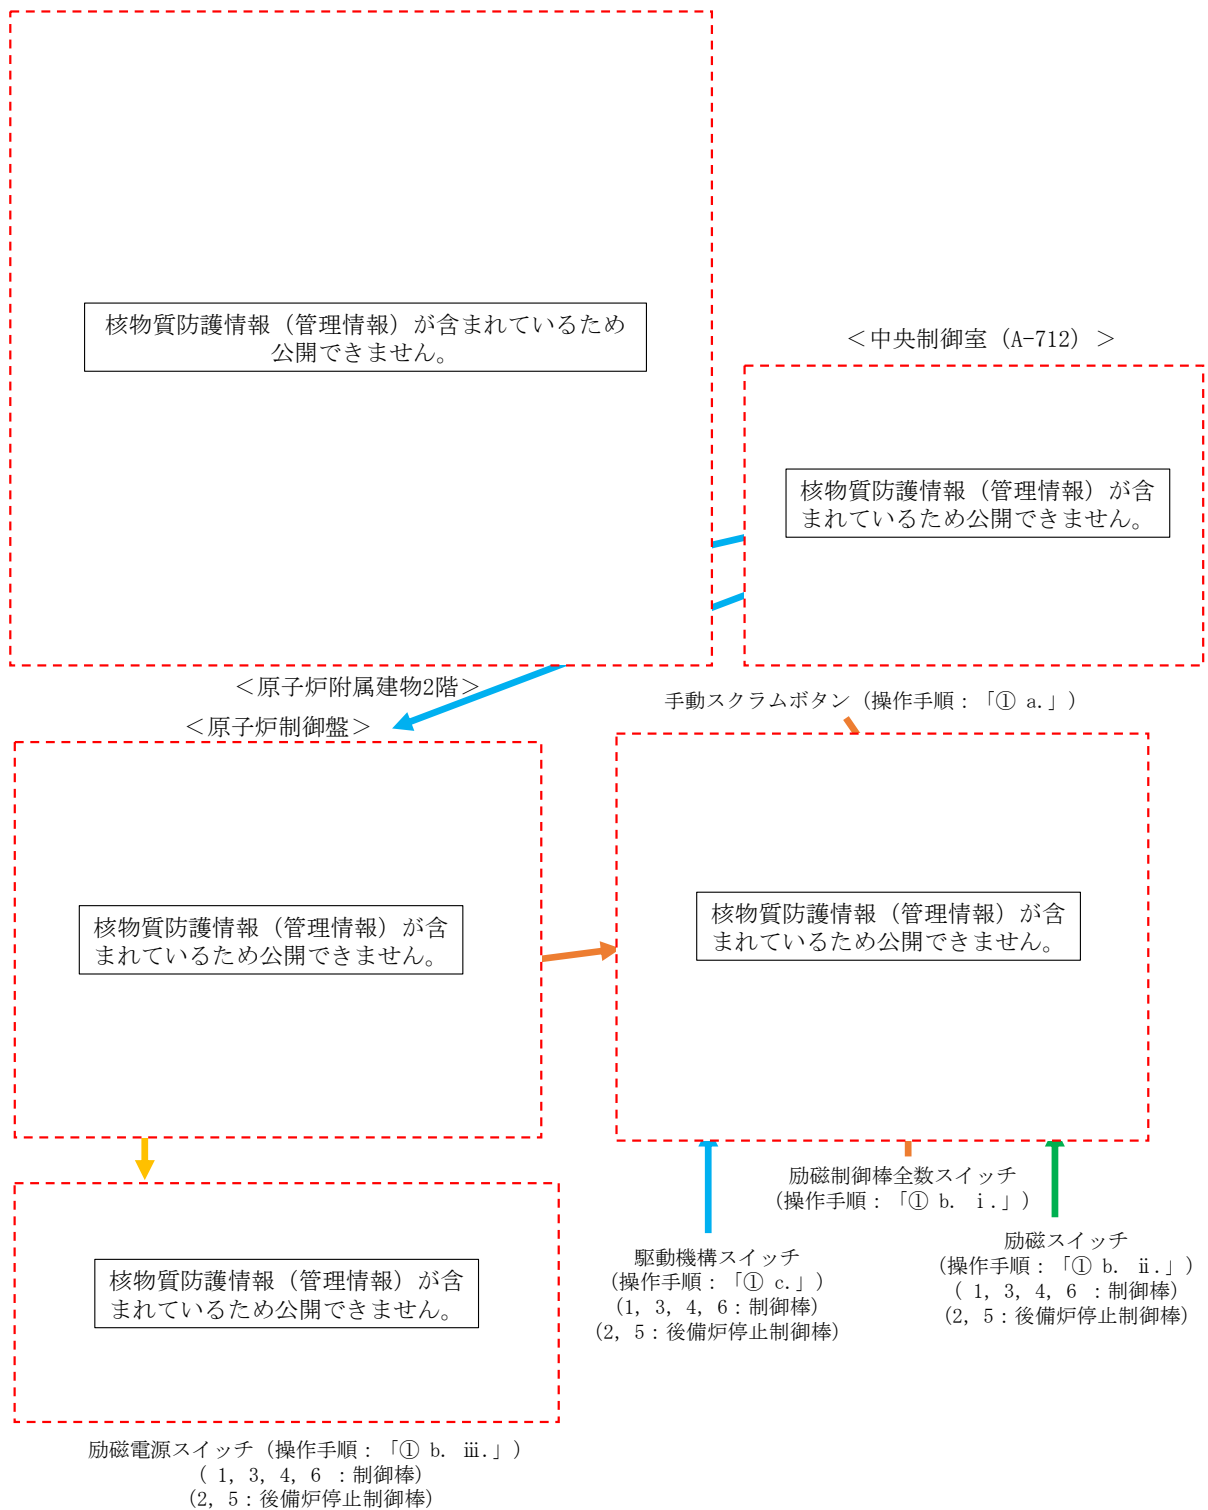 核物質防護情報（管理情報）が含まれているため
公開できません。
＜中央制御室（A-712）＞
核物質防護情報（管理情報）が含
まれているため公開できません。
＜原子炉附属建物2階＞
手動スクラムボタン（操作手順：「① a.」）
＜原子炉制御盤＞
核物質防護情報（管理情報）が含
まれているため公開できません。
核物質防護情報（管理情報）が含
まれているため公開できません。
励磁制御棒全数スイッチ
（操作手順：「① b. ⅰ.」）
駆動機構スイッチ
（操作手順：「① c.」）
（1, 3, 4, 6：制御棒）
（2, 5：後備炉停止制御棒）
励磁スイッチ
（操作手順：「① b. ⅱ.」）
（ 1, 3, 4, 6 ：制御棒）
（2, 5：後備炉停止制御棒）
核物質防護情報（管理情報）が含
まれているため公開できません。
励磁電源スイッチ（操作手順：「① b. ⅲ.」）
（ 1, 3, 4, 6 ：制御棒）
（2, 5：後備炉停止制御棒）